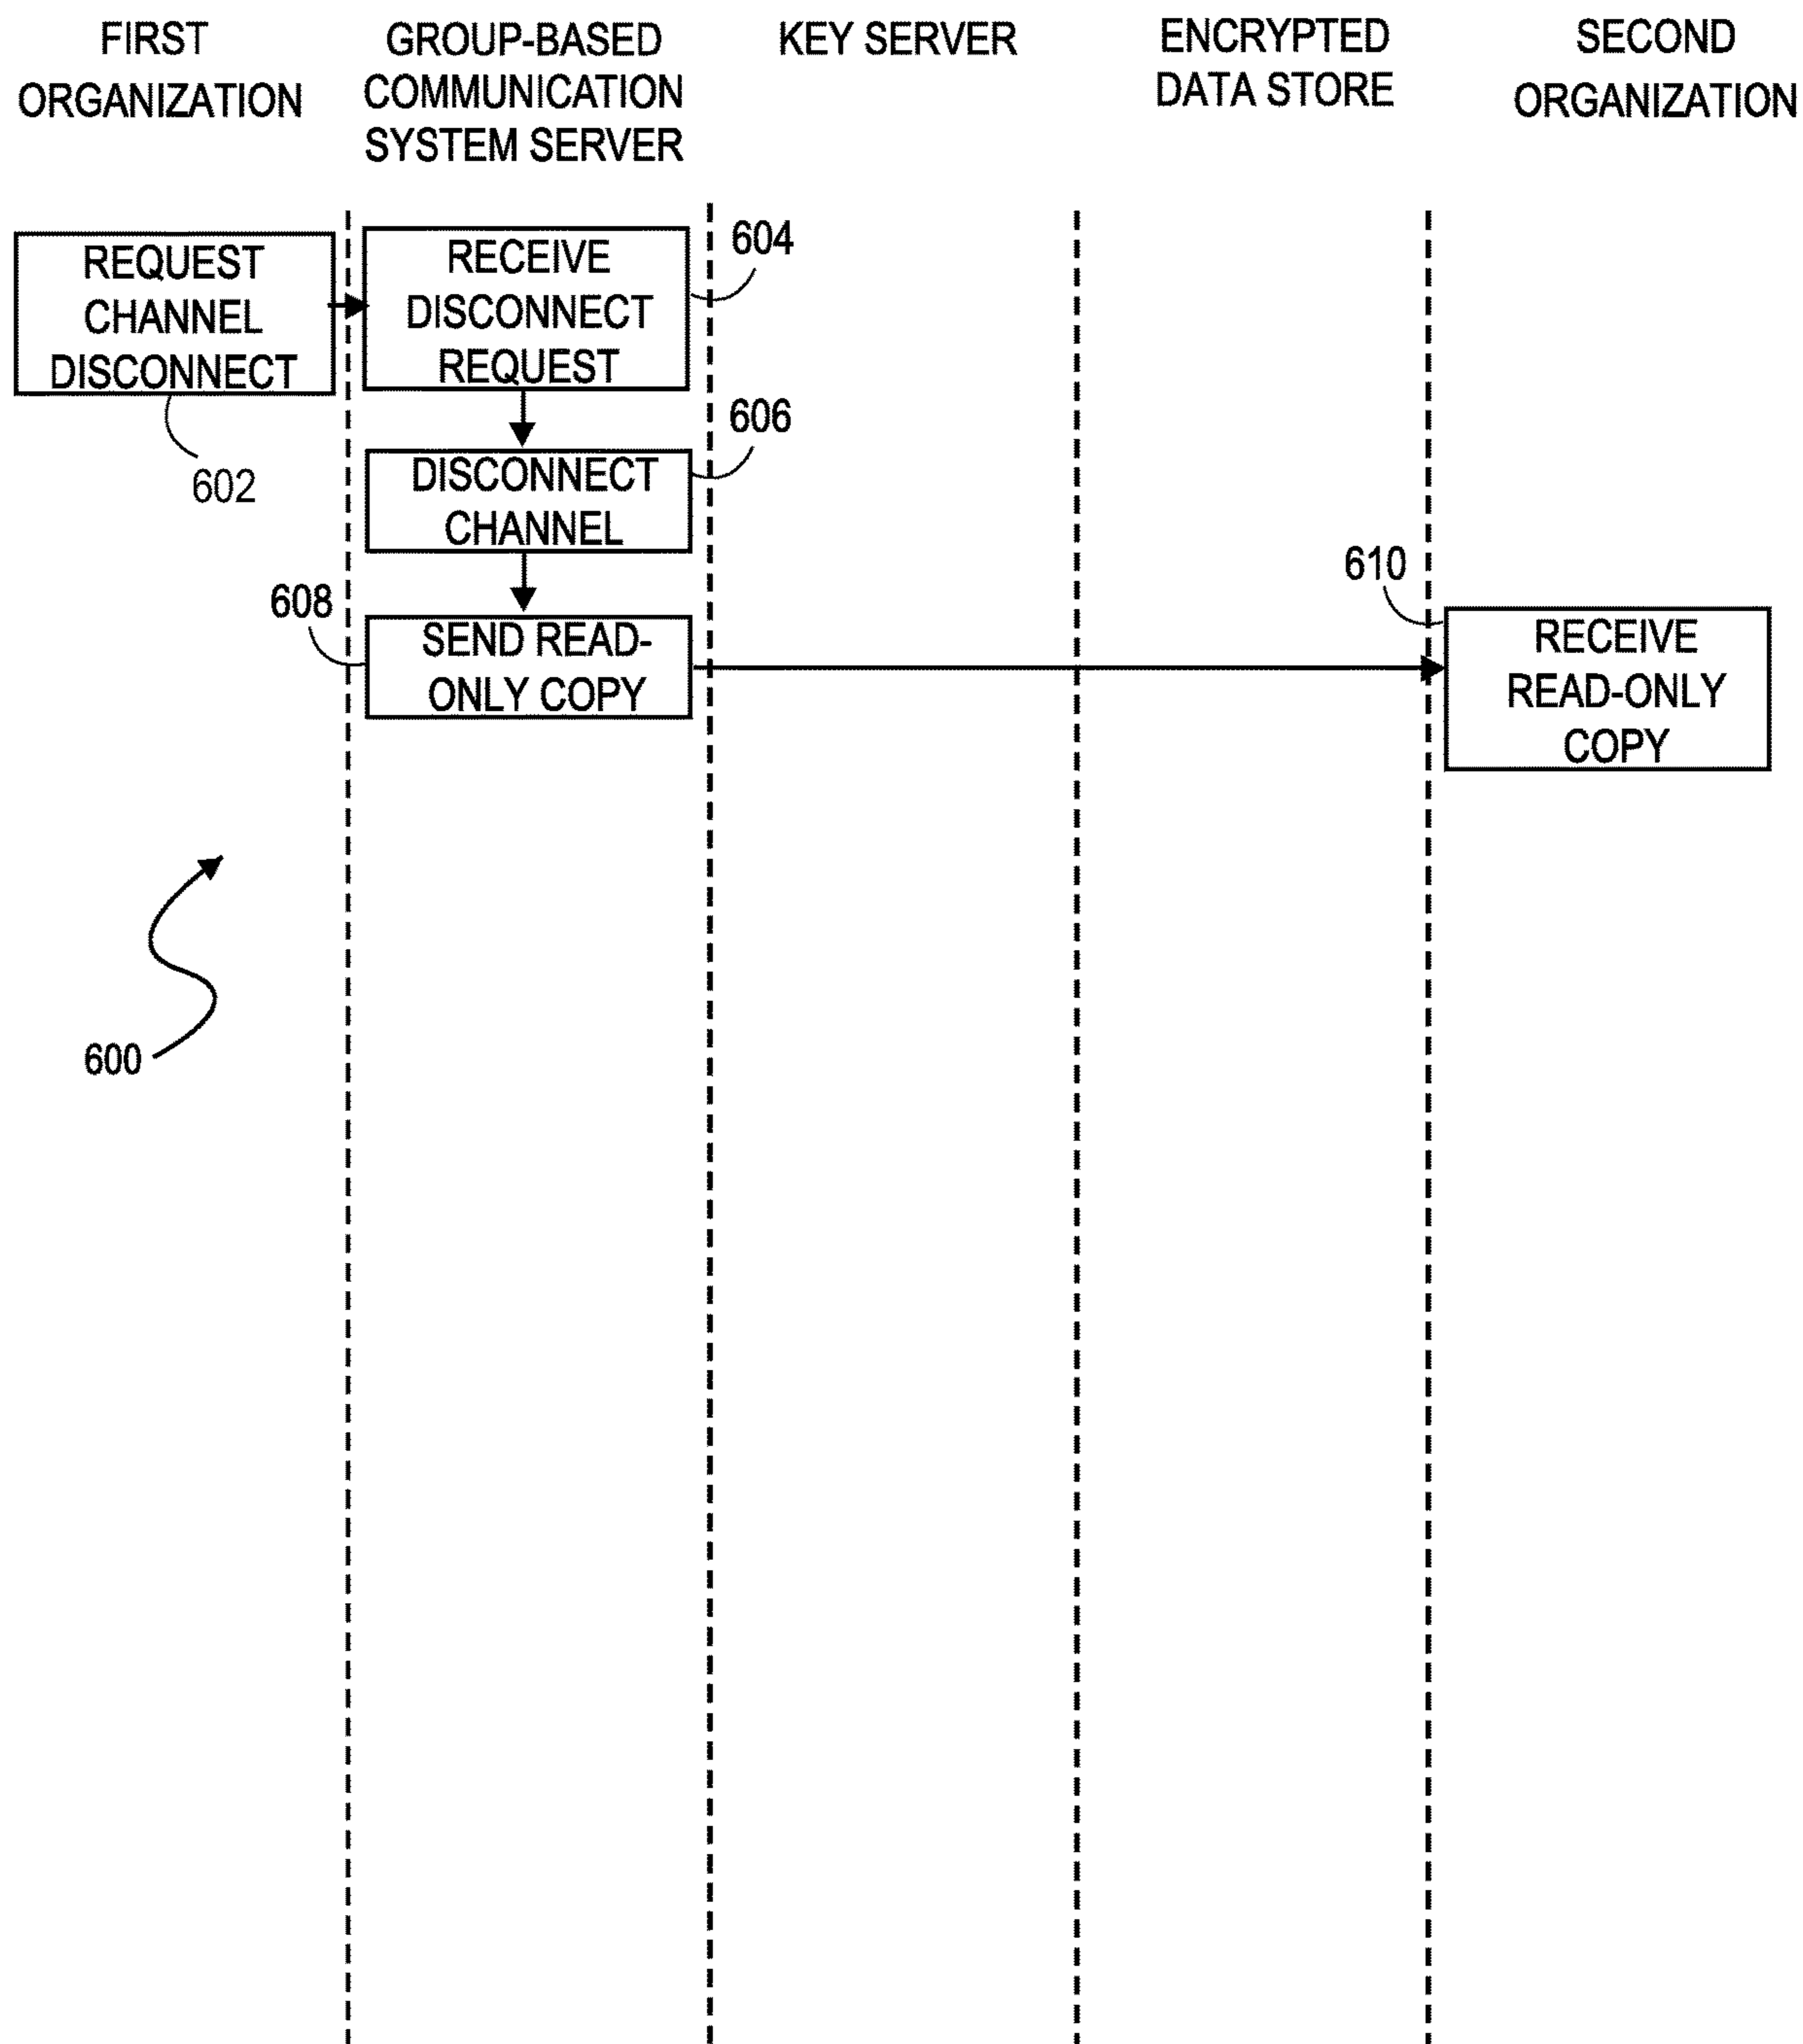 FIRST
ORGANIZATION
GROUP-BASED
COMMUNICATION
SYSTEM SERVER
KEY SERVER
ENCRYPTED
DATA STORE
SECOND
ORGANIZATION
REQUEST
CHANNEL
DISCONNECT
602
RECEIVE
DISCONNECT
REQUEST
604
DISCONNECT
CHANNEL
606
608
SEND READ-
ONLY COPY
610
RECEIVE
READ-ONLY
COPY
600